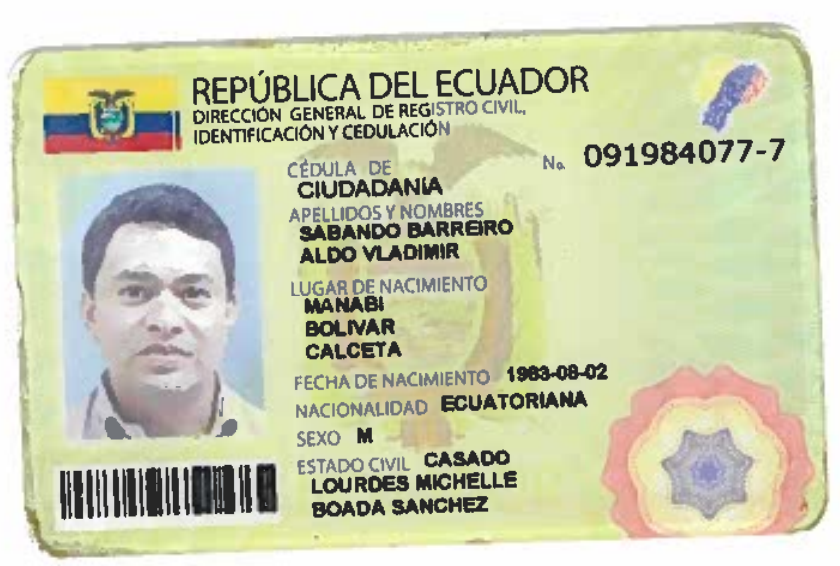 REPÚBLICA DEL ECUADOR
DIRECCIÓN GENERAL DE REGISTRO CIVIL,
IDENTIFICACIÓN Y CEDULACIÓN
CÉDULA DE No. 091984077-7
CIUDADANÍA
APELLIDOS Y NOMBRES
SABANDO BARREIRO
ALDO VLADIMIR
LUGAR DE NACIMIENTO
MANABI
BOLIVAR
CALCETA
FECHA DE NACIMIENTO 1983-08-02
NACIONALIDAD ECUATORIANA
SEXO M
ESTADO CIVIL CASADO
LOURDES MICHELLE
BOADA SANCHEZ